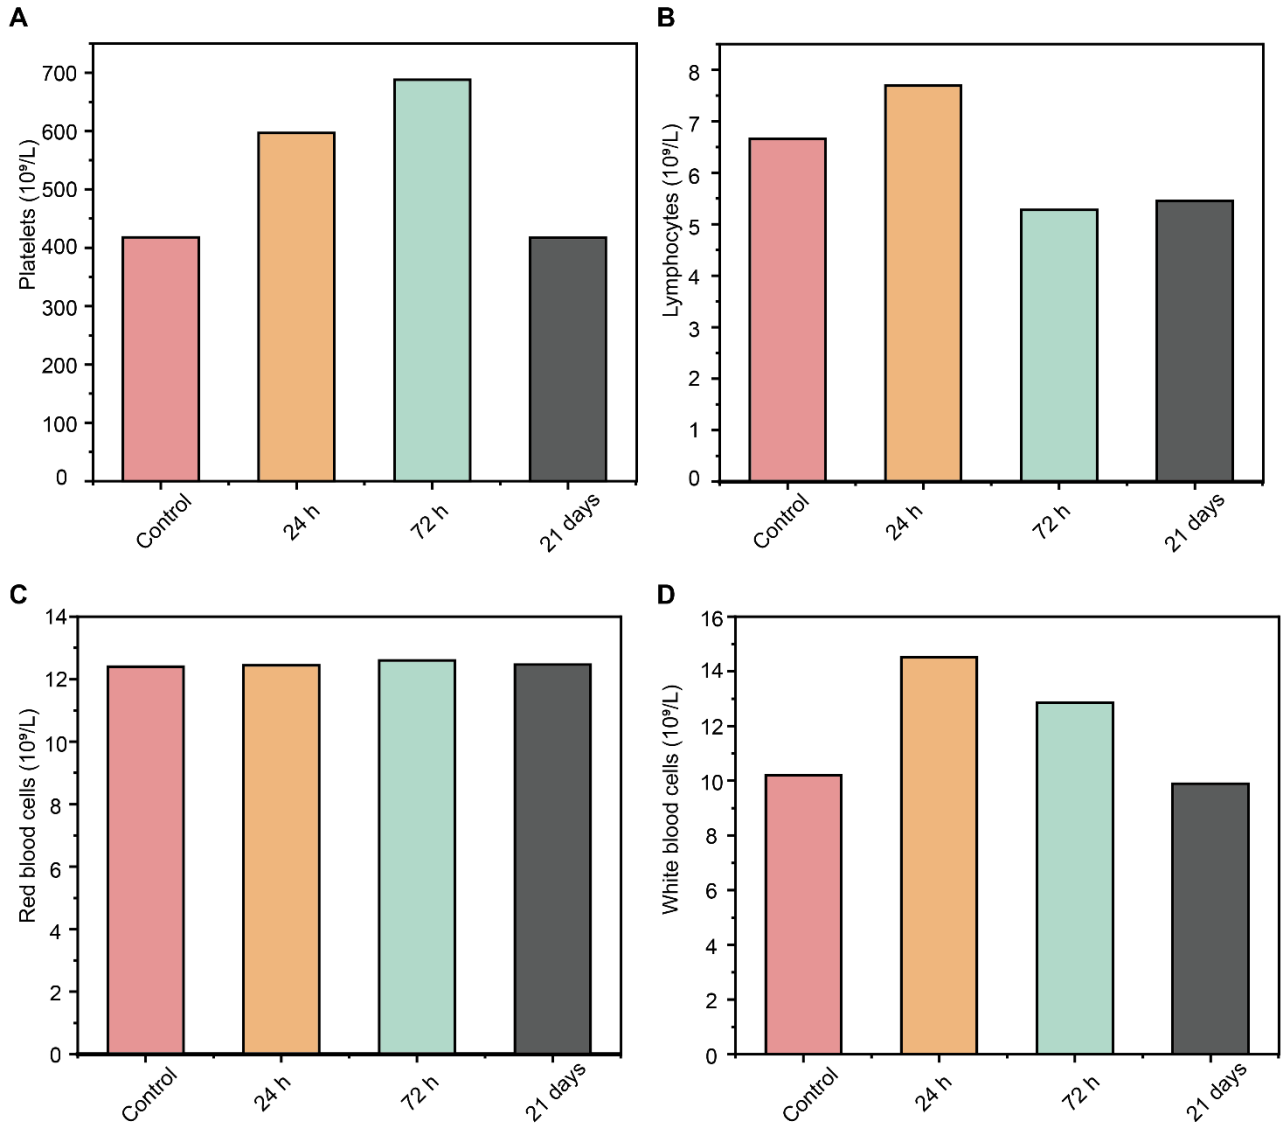 A
Platelets (10⁹/L)
700
600
500
400
300
200
100
0
Control
24 h
72 h
21 days
B
Lymphocytes (10⁹/L)
8
7
6
5
4
3
2
1
0
Control
24 h
72 h
21 days
C
Red blood cells (10⁹/L)
14
12
10
8
6
4
2
0
Control
24 h
72 h
21 days
D
White blood cells (10⁹/L)
16
14
12
10
8
6
4
2
0
Control
24 h
72 h
21 days